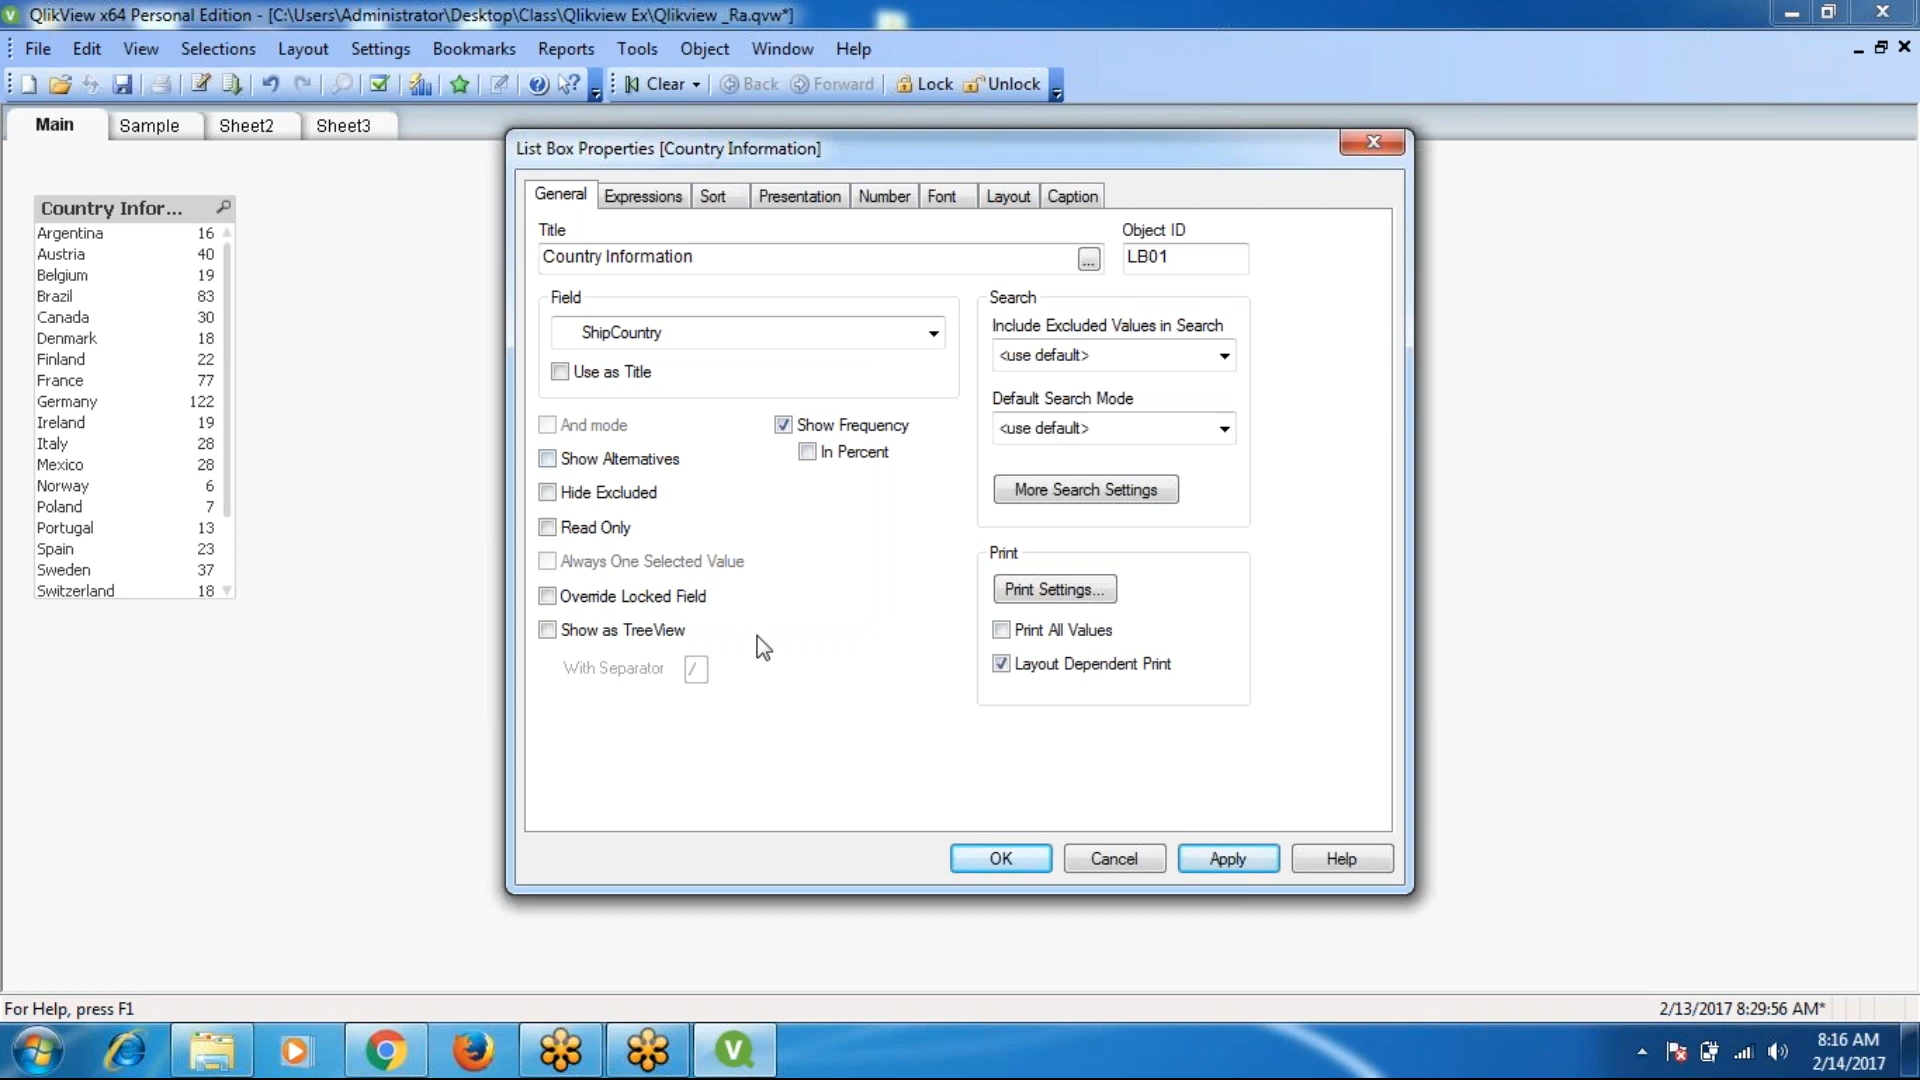 QlikView x64 Personal Edition - [C:\Users\Administrator\Desktop\Class\Qlikview Ex\Qlikview _Ra.qvw*]
File Edit View Selections Layout Settings Bookmarks Reports Tools Object Window Help
Clear Back Forward Lock Unlock
Main Sample Sheet2 Sheet3
Country Infor...
Argentina 16
Austria 40
Belgium 19
Brazil 83
Canada 30
Denmark 18
Finland 22
France 77
Germany 122
Ireland 19
Italy 28
Mexico 28
Norway 6
Poland 7
Portugal 13
Spain 23
Sweden 37
Switzerland 18
List Box Properties [Country Information]
General Expressions Sort Presentation Number Font Layout Caption
Title
Country Information
...
Object ID
LB01
Field
ShipCountry
Use as Title
And mode
Show Alternatives
Hide Excluded
Read Only
Always One Selected Value
Override Locked Field
Show as TreeView
With Separator /
Show Frequency
In Percent
Search
Include Excluded Values in Search
<use default>
Default Search Mode
<use default>
More Search Settings
Print
Print Settings...
Print All Values
Layout Dependent Print
OK Cancel Apply Help
For Help, press F1
2/13/2017 8:29:56 AM*
8:16 AM
2/14/2017